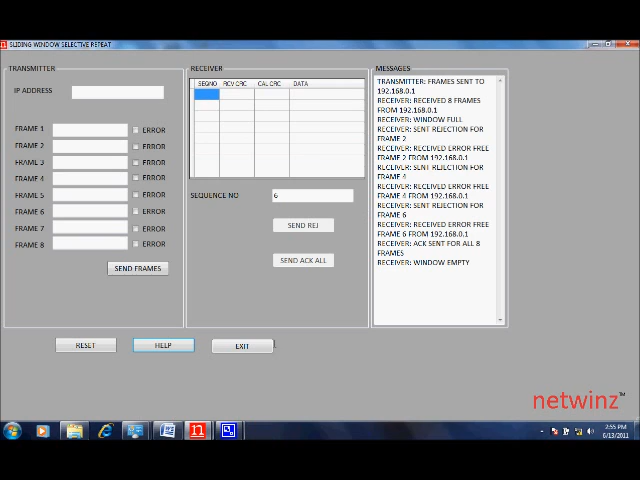 SLIDING WINDOW SELECTIVE REPEAT
TRANSMITTER
IP ADDRESS
FRAME 1 ERROR
FRAME 2 ERROR
FRAME 3 ERROR
FRAME 4 ERROR
FRAME 5 ERROR
FRAME 6 ERROR
FRAME 7 ERROR
FRAME 8 ERROR
SEND FRAMES
RECEIVER
SEQNO RCV CRC CAL CRC DATA
SEQUENCE NO 6
SEND REJ
SEND ACK ALL
MESSAGES
TRANSMITTER: FRAMES SENT TO
192.168.0.1
RECEIVER: RECEIVED 8 FRAMES
FROM 192.168.0.1
RECEIVER: WINDOW FULL
RECEIVER: SENT REJECTION FOR
FRAME 2
RECEIVER: RECEIVED ERROR FREE
FRAME 2 FROM 192.168.0.1
RECEIVER: SENT REJECTION FOR
FRAME 4
RECEIVER: RECEIVED ERROR FREE
FRAME 4 FROM 192.168.0.1
RECEIVER: SENT REJECTION FOR
FRAME 6
RECEIVER: RECEIVED ERROR FREE
FRAME 6 FROM 192.168.0.1
RECEIVER: ACK SENT FOR ALL 8
FRAMES
RECEIVER: WINDOW EMPTY
RESET HELP EXIT
netwinz™
2:55 PM
6/13/2011